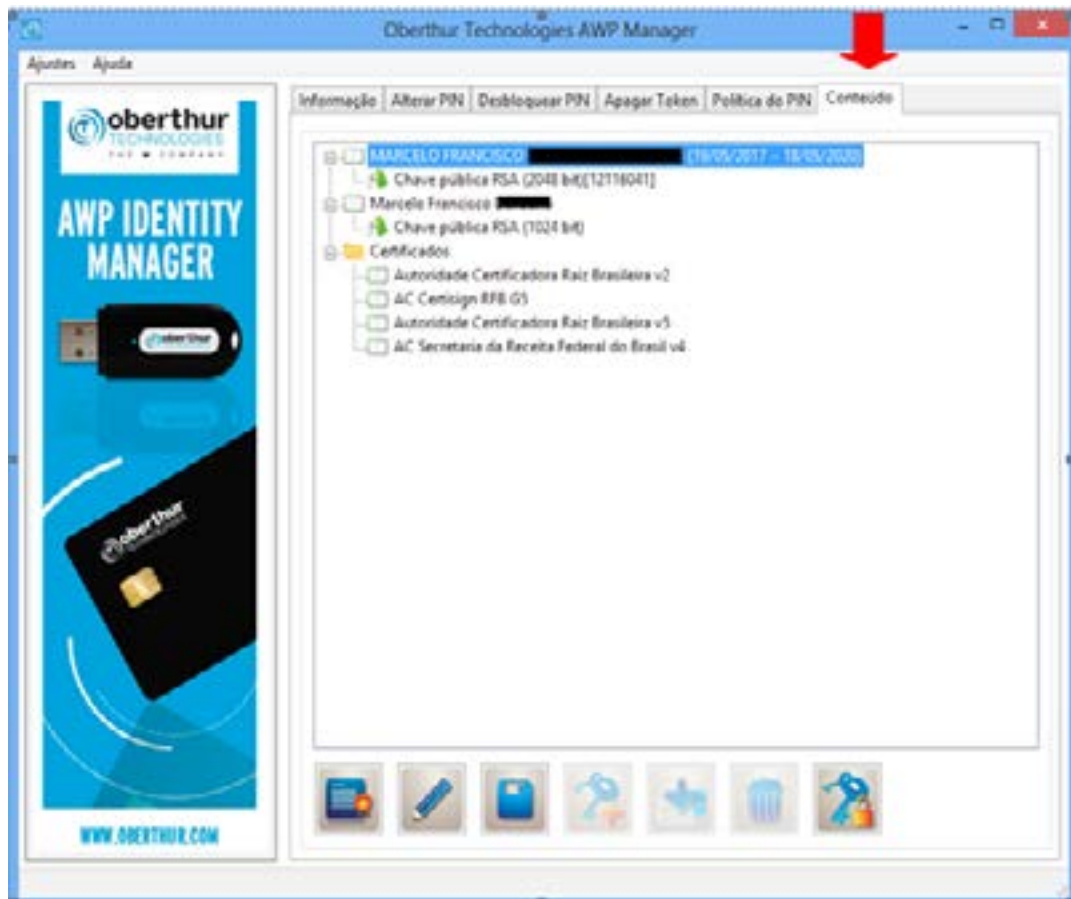 Oberthur Technologies AWP Manager
Ajustes Ajuda
Informação Alterar PIN Desbloquear PIN Apagar Token Política do PIN Conteúdo
oberthur
TECHNOLOGIES
THE M COMPANY
AWP IDENTITY
MANAGER
oberthur
oberthur
TECHNOLOGIES
WWW.OBERTHUR.COM
MARCELO FRANCISCO (19/05/2017 - 18/05/2020)
Chave pública RSA (2048 bit)[12116041]
Marcelo Francisco
Chave pública RSA (1024 bit)
Certificados
Autoridade Certificadora Raiz Brasileira v2
AC Certisign RFB G5
Autoridade Certificadora Raiz Brasileira v5
AC Secretaria da Receita Federal do Brasil v4